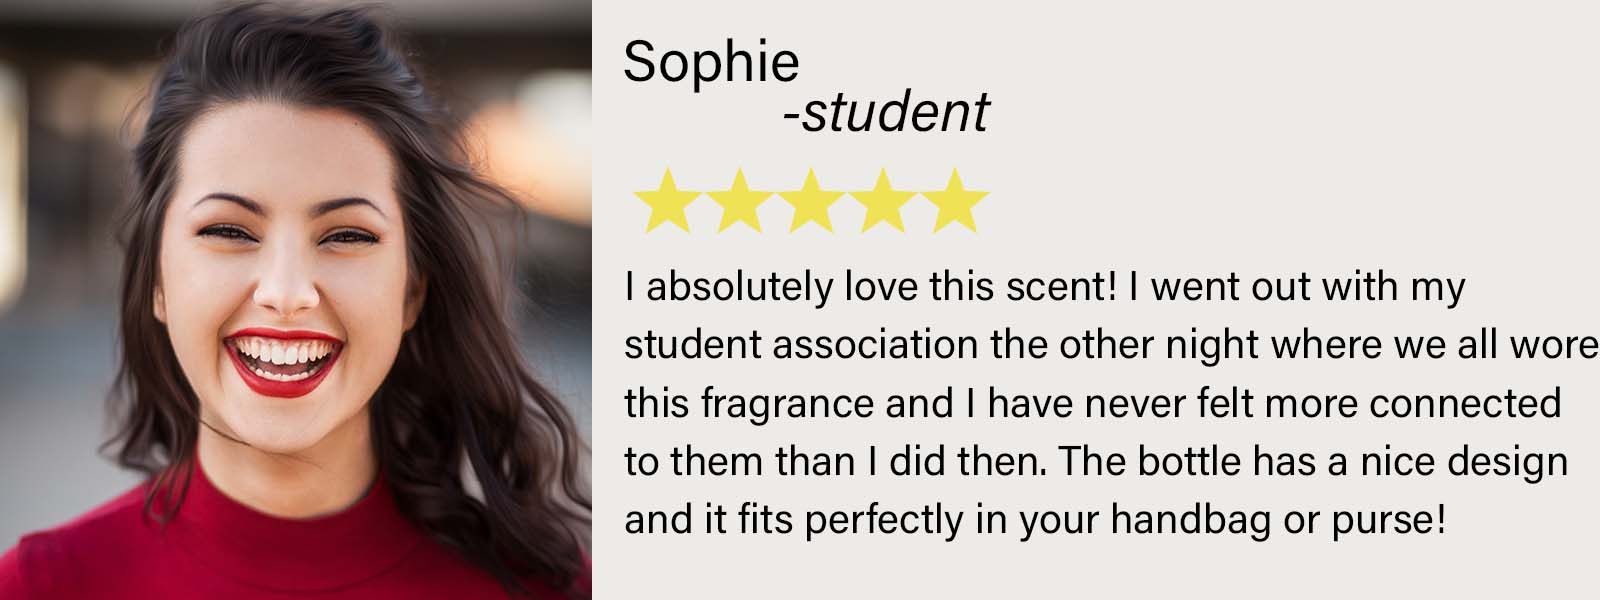 Sophie
-student
I absolutely love this scent! I went out with my
student association the other night where we all wore
this fragrance and I have never felt more connected
to them than I did then. The bottle has a nice design
and it fits perfectly in your handbag or purse!